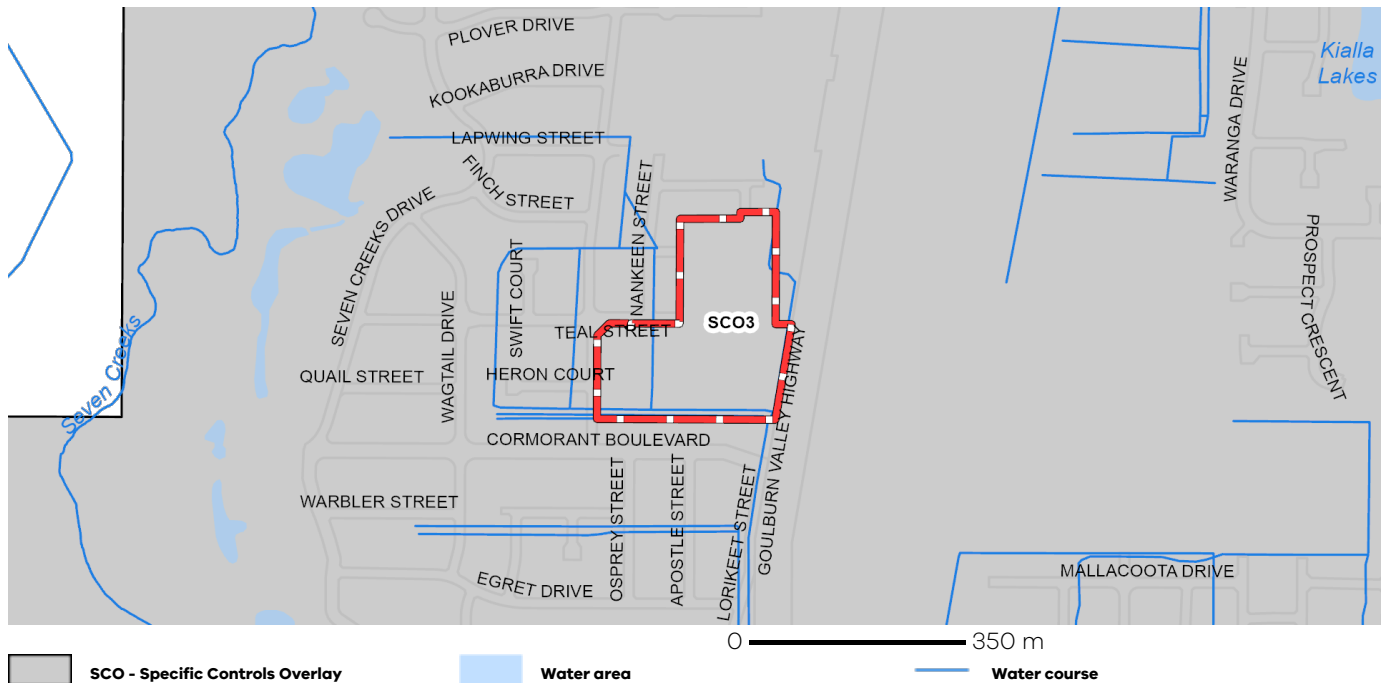 PLOVER DRIVE
Kialla
Lakes
KOOKABURRA DRIVE
WARANGA DRIVE
LAPWING STREET
FINCH STREET
NANKEEN STREET
SEVEN CREEKS DRIVE
SWIFT COURT
PROSPECT CRESCENT
SCO3
TEAL STREET
WAGTAIL DRIVE
Seven Creeks
QUAIL STREET
HERON COURT
GOULBURN VALLEY HIGHWAY
CORMORANT BOULEVARD
WARBLER STREET
OSPREY STREET
APOSTLE STREET
LORIKEET STREET
EGRET DRIVE
MALLACOOTA DRIVE
0 350 m
SCO - Specific Controls Overlay
Water area
Water course